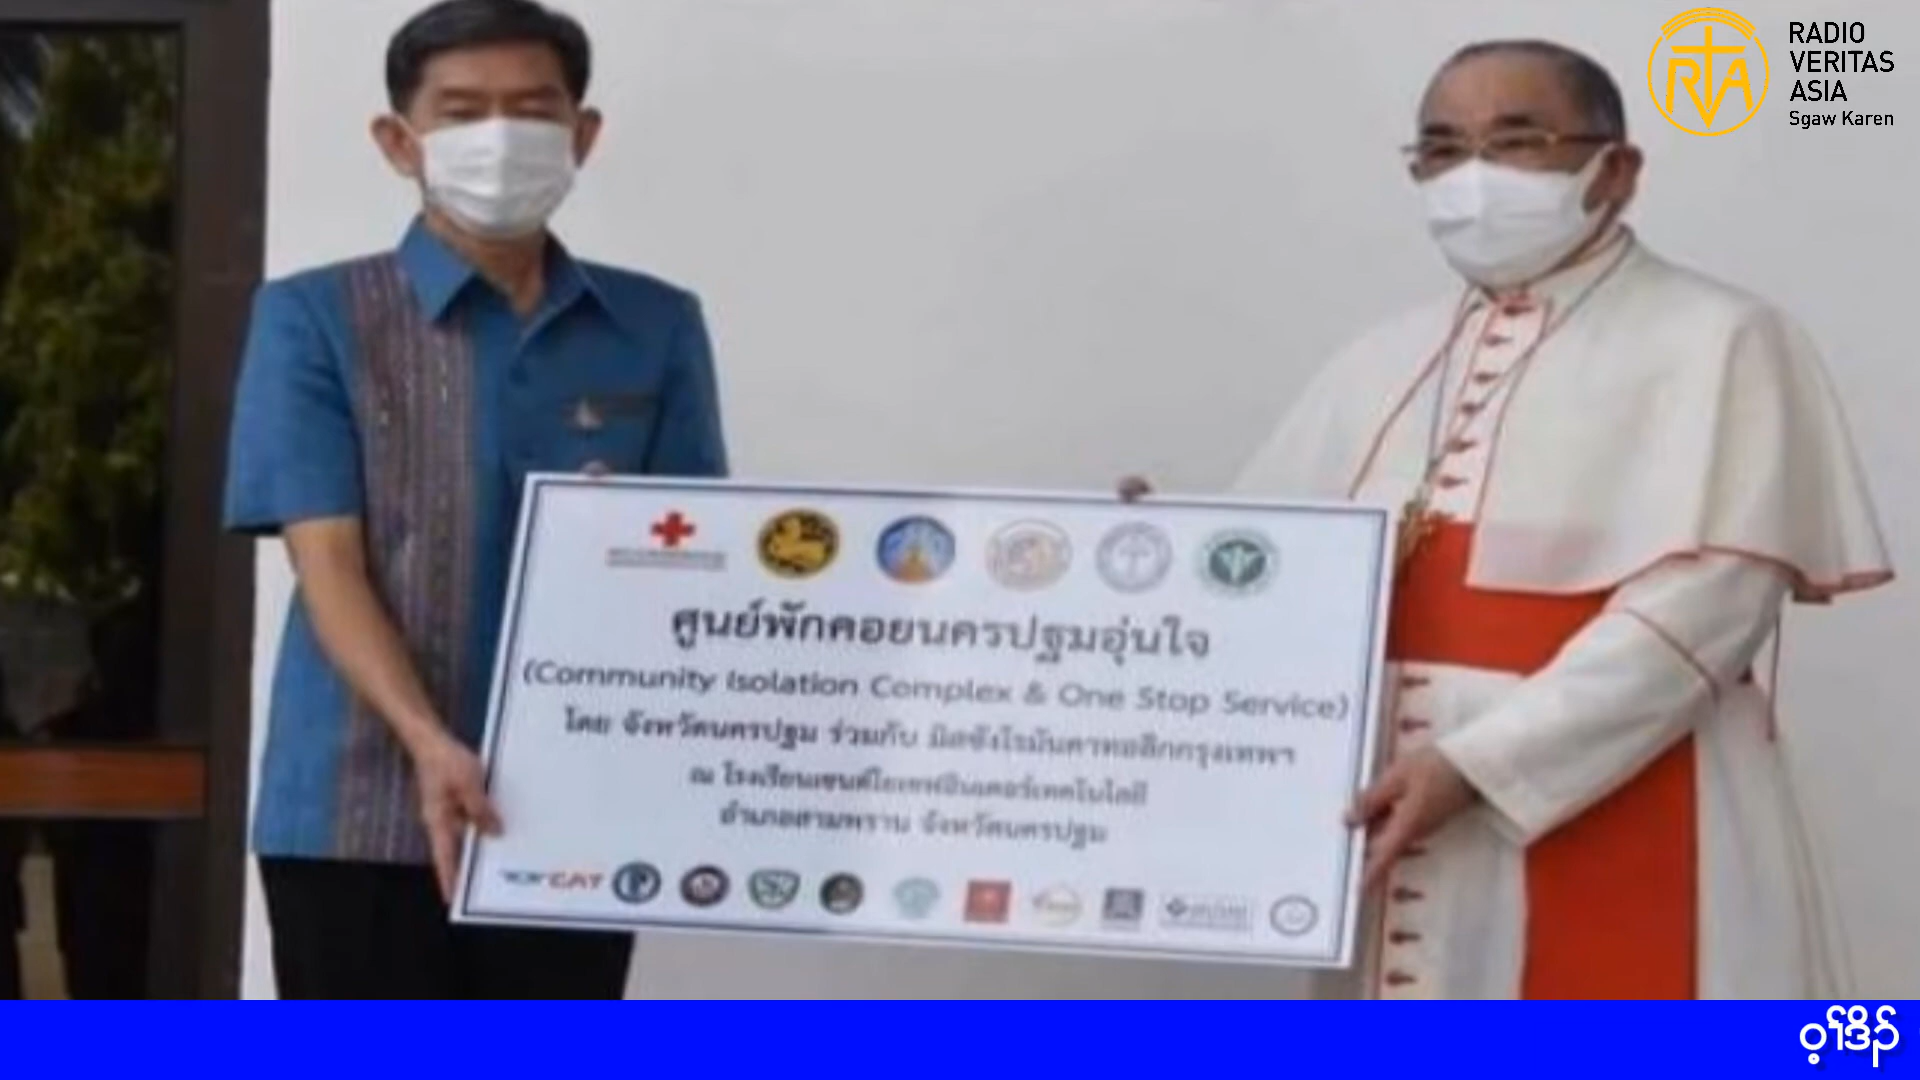 RADIO
VERITAS
ASIA
Sgaw Karen
RVA
ศูนย์พักคอยนครปฐมอุ่นใจ
(Community Isolation Complex & One Stop Service)
โดย จังหวัดนครปฐม ร่วมกับ มิสซังโรมันคาทอลิกกรุงเทพฯ
ณ โรงเรียนเซนต์โยเซฟอินเตอร์เทคโนโลยี
อำเภอสามพราน จังหวัดนครปฐม
CAT